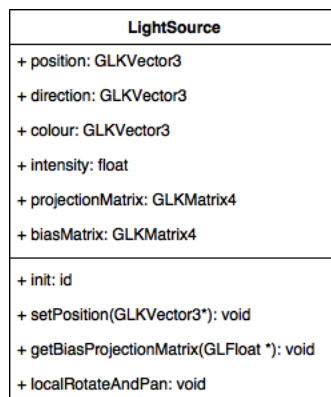 LightSource
+ position: GLKVector3
+ direction: GLKVector3
+ colour: GLKVector3
+ intensity: float
+ projectionMatrix: GLKMatrix4
+ biasMatrix: GLKMatrix4
+ init: id
+ setPosition(GLKVector3*): void
+ getBiasProjectionMatrix(GLFloat *): void
+ localRotateAndPan: void